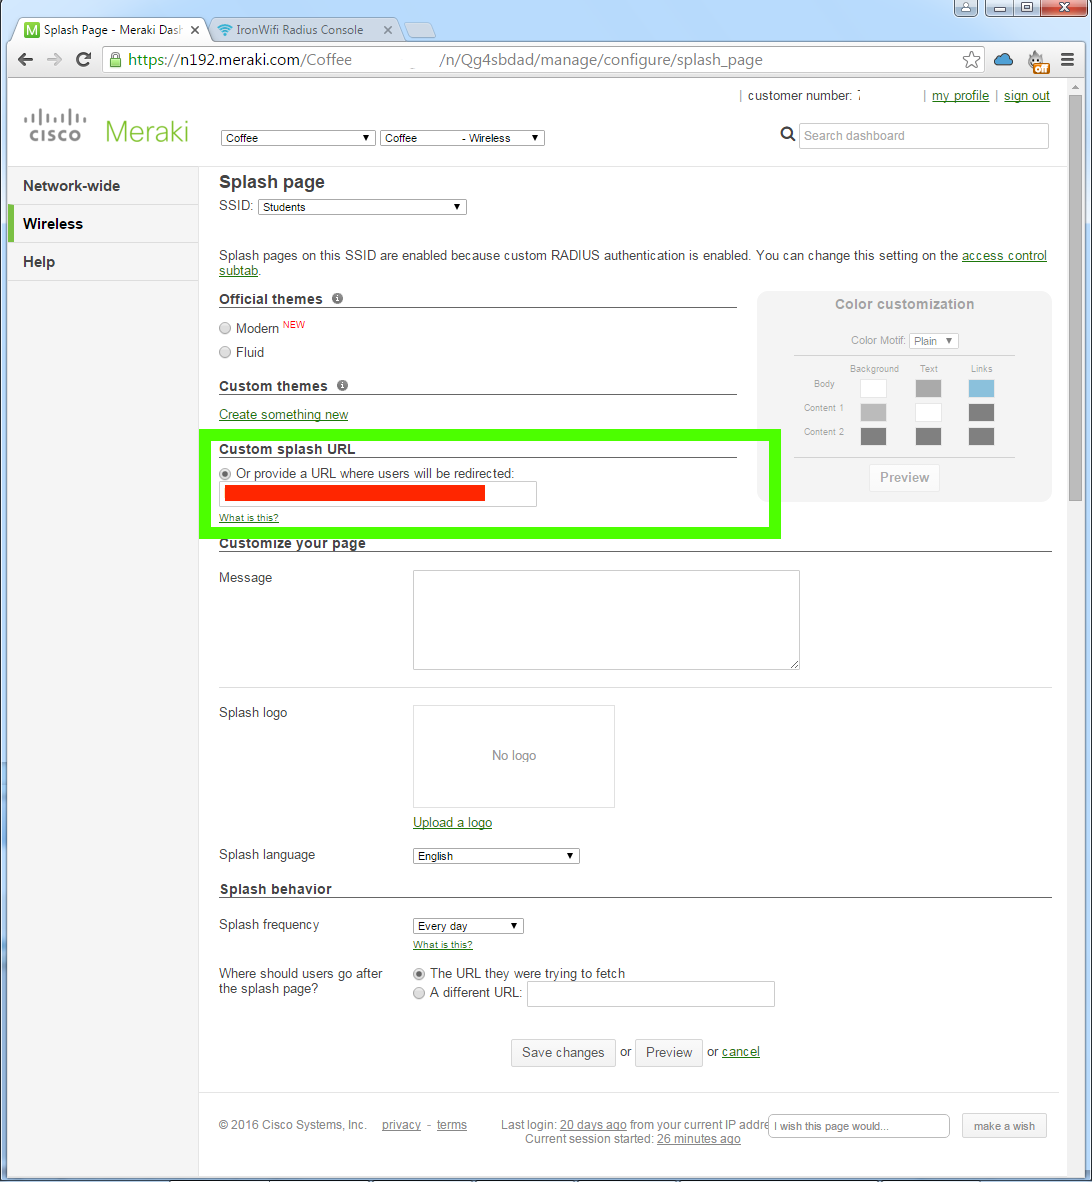 Splash Page - Meraki Dash
IronWifi Radius Console
https://n192.meraki.com/Coffee /n/Qg4sbdad/manage/configure/splash_page
off
| customer number: | my profile | sign out
CISCO Meraki
Coffee
Coffee - Wireless
Search dashboard
Network-wide
Wireless
Help
Splash page
SSID: Students
Splash pages on this SSID are enabled because custom RADIUS authentication is enabled. You can change this setting on the access control
subtab.
Official themes
Modern NEW
Fluid
Custom themes
Create something new
Color customization
Color Motif: Plain
Background Text Links
Body
Content 1
Content 2
Preview
Custom splash URL
Or provide a URL where users will be redirected:
What is this?
Customize your page
Message
Splash logo
No logo
Upload a logo
Splash language English
Splash behavior
Splash frequency Every day
What is this?
Where should users go after
the splash page?
The URL they were trying to fetch
A different URL:
Save changes or Preview or cancel
© 2016 Cisco Systems, Inc. privacy - terms
Last login: 20 days ago from your current IP addre
Current session started: 26 minutes ago
I wish this page would...
make a wish